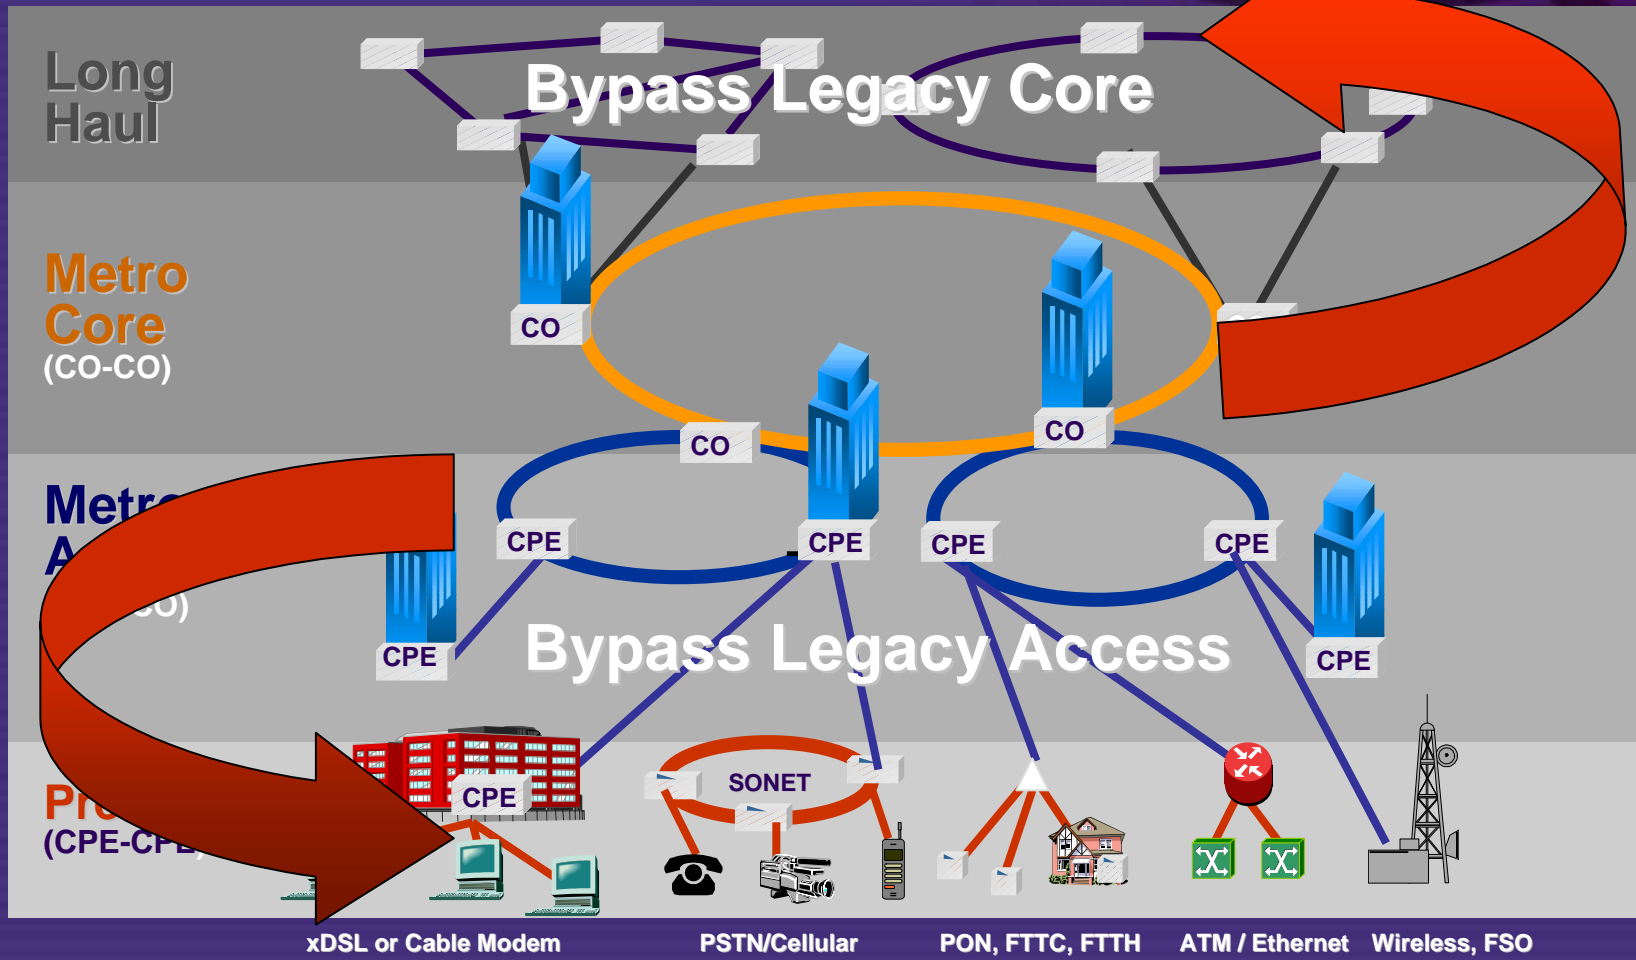 Long
Haul
Bypass Legacy Core
Metro
Core
(CO-CO)
CO
CO
CO
CPE
CPE
CPE
CPE
CPE
CPE
Bypass Legacy Access
SONET
CPE
(CPE-CPE)
xDSL or Cable Modem
PSTN/Cellular
PON, FTTC, FTTH
ATM / Ethernet
Wireless, FSO